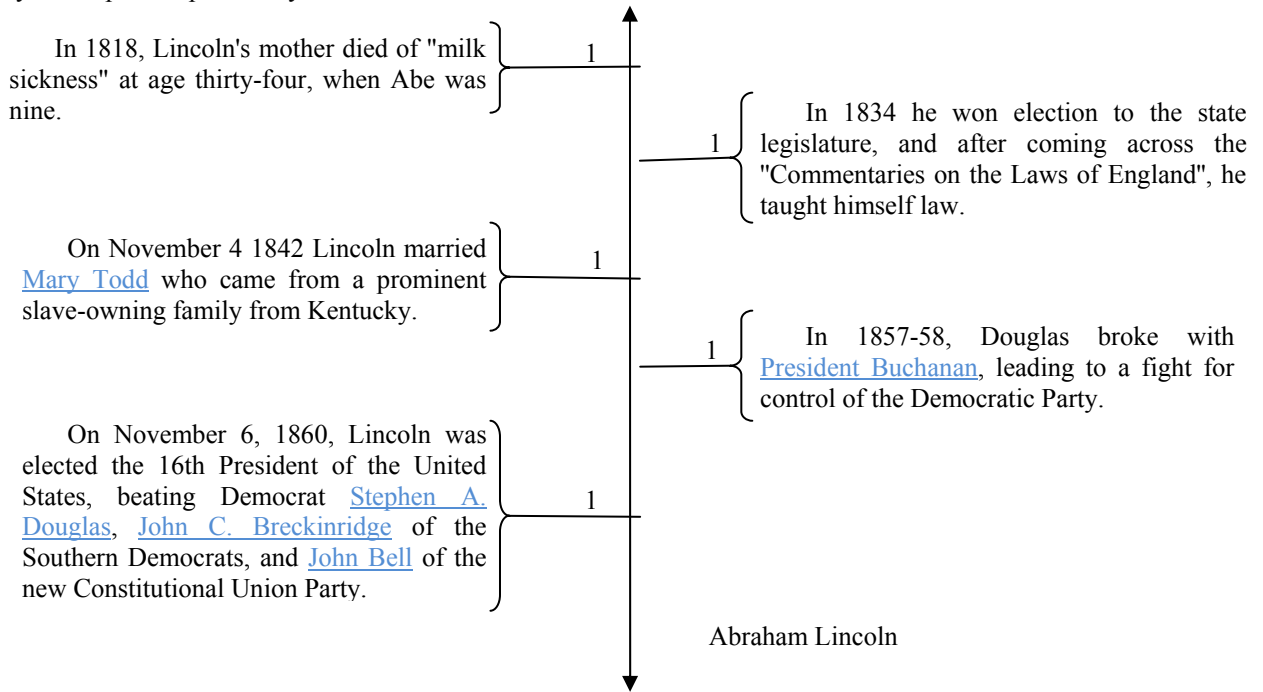 In 1818, Lincoln's mother died of "milk
sickness" at age thirty-four, when Abe was
nine.
1
1
In 1834 he won election to the state
legislature, and after coming across the
"Commentaries on the Laws of England", he
taught himself law.
On November 4 1842 Lincoln married
Mary Todd who came from a prominent
slave-owning family from Kentucky.
1
1
In 1857-58, Douglas broke with
President Buchanan, leading to a fight for
control of the Democratic Party.
On November 6, 1860, Lincoln was
elected the 16th President of the United
States, beating Democrat Stephen A.
Douglas, John C. Breckinridge of the
Southern Democrats, and John Bell of the
new Constitutional Union Party.
1
Abraham Lincoln